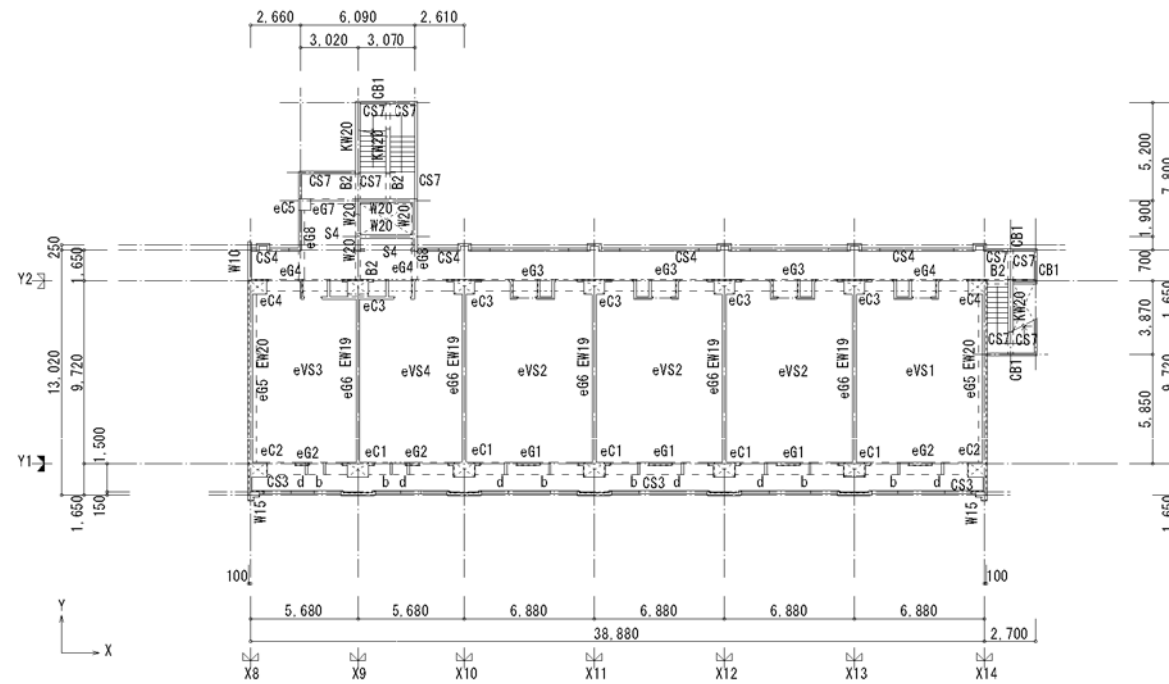 2,660 6,090 2,610
3,020 3,070
CB1
CS7 CS7
KW20 KW20
5,200
7,800
CS7 B2 CS7 B2 CS7
eC5 eG7 W20 W20 W20
1,900
eG8 S4 W20 W20
250
W10 CS4 eG4 W20 B2 S4 eG4 eG8 CS4 eG3 eG3 CS4 eG3 CS4 eG4 CS7 CS7 CB1
B2 CB1
1,650
700
Y2
eC4 eC3 eC3 eC3 eC3 eC3 eC4
KW20
1,650
3,870
CS7 CS7
CB1
13,020
9,720
eG5 EW20 eVS3 eG6 EW19 eVS4 eG6 EW19 eVS2 eG6 EW19 eVS2 eG6 EW19 eVS2 eG6 EW19 eVS1 eG5 EW20
9,720
5,850
1,500
Y1
eC2 eG2 eC1 eG2 eC1 eG1 eC1 eG1 eC1 eG1 eC1 eG2 eC2
CS3 d b b d d b b CS3 d d b b d CS3
1,650
150
W15 W15
1,650
100 100
Y
X
5,680 5,680 6,880 6,880 6,880 6,880
38,880 2,700
X8 X9 X10 X11 X12 X13 X14